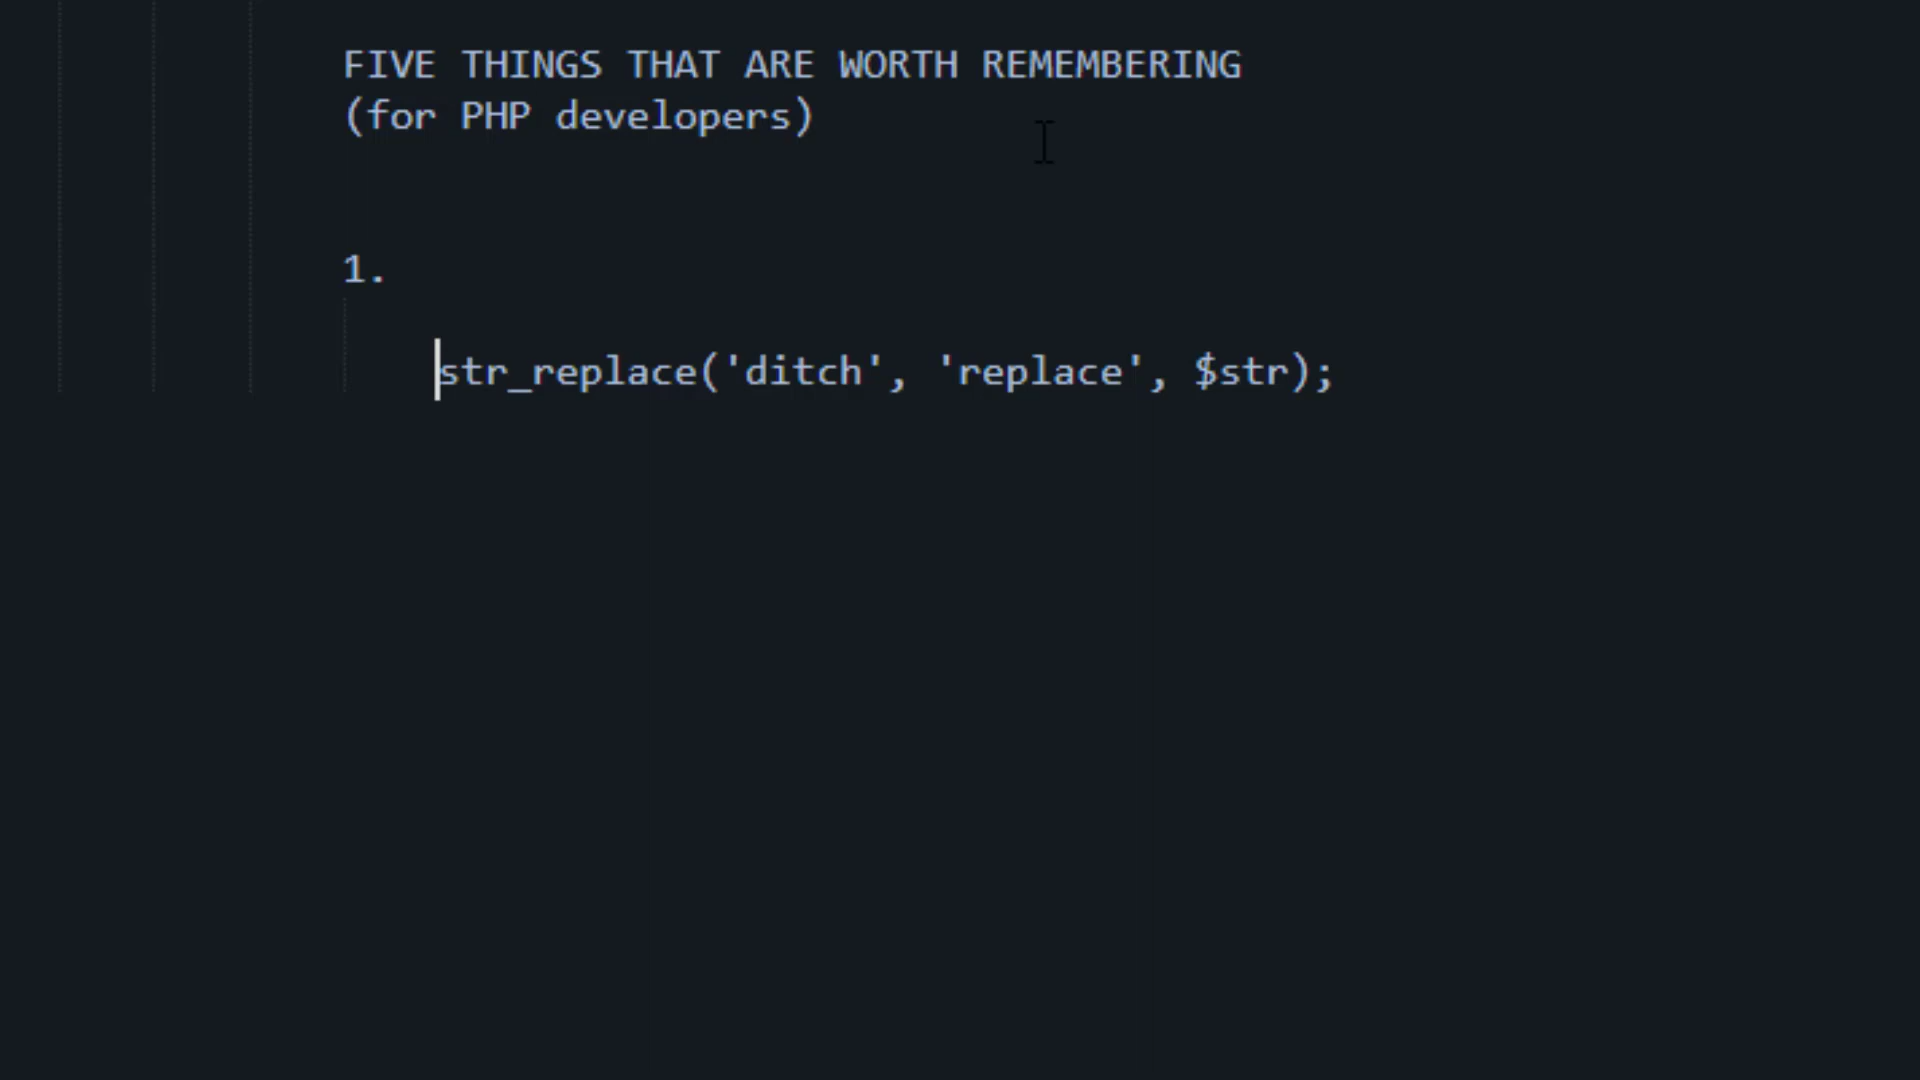 FIVE THINGS THAT ARE WORTH REMEMBERING
(for PHP developers)
1.
str_replace('ditch', 'replace', $str);